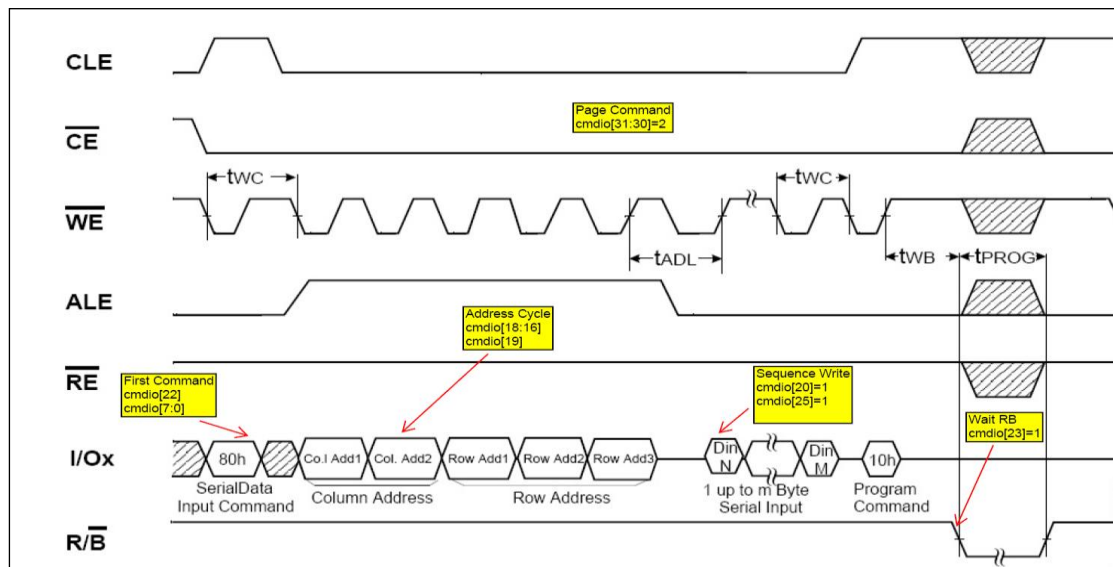 CLE
Page Command
cmdio[31:30]=2
CE
tWC
tWC
WE
tADL
tWB
tPROG
ALE
Address Cycle
cmdio[18:16]
cmdio[19]
RE
First Command
cmdio[22]
cmdio[7:0]
Sequence Write
cmdio[20]=1
cmdio[25]=1
Wait RB
cmdio[23]=1
I/Ox
80h
Co.l Add1
Col. Add2
Row Add1
Row Add2
Row Add3
Din
N
Din
M
10h
SerialData
Input Command
Column Address
Row Address
1 up to m Byte
Serial Input
Program
Command
R/B